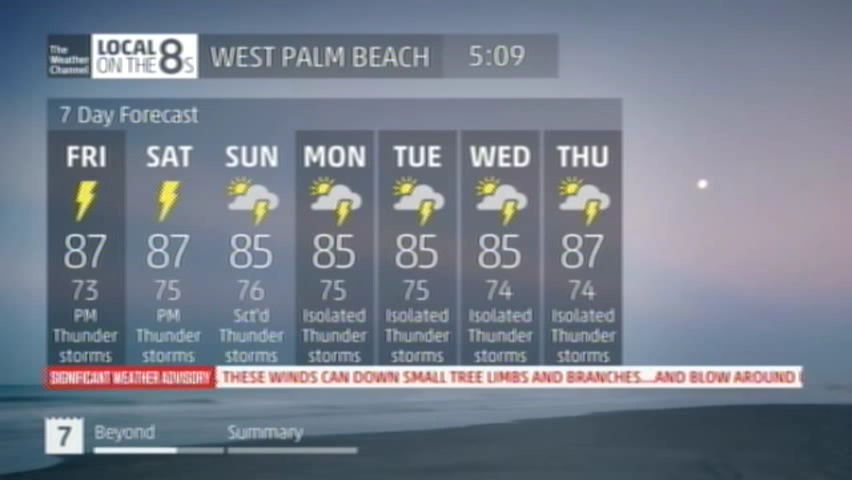 The
Weather
Channel
LOCAL
ON THE 8s
WEST PALM BEACH
5:09
7 Day Forecast
FRI SAT SUN MON TUE WED THU
87 87 85 85 85 85 87
73 75 76 75 75 74 74
PM PM Sct'd Isolated Isolated Isolated Isolated
Thunder Thunder Thunder Thunder Thunder Thunder Thunder
storms storms storms storms storms storms storms
SIGNIFICANT WEATHER ADVISORY THESE WINDS CAN DOWN SMALL TREE LIMBS AND BRANCHES...AND BLOW AROUND
7 Beyond Summary